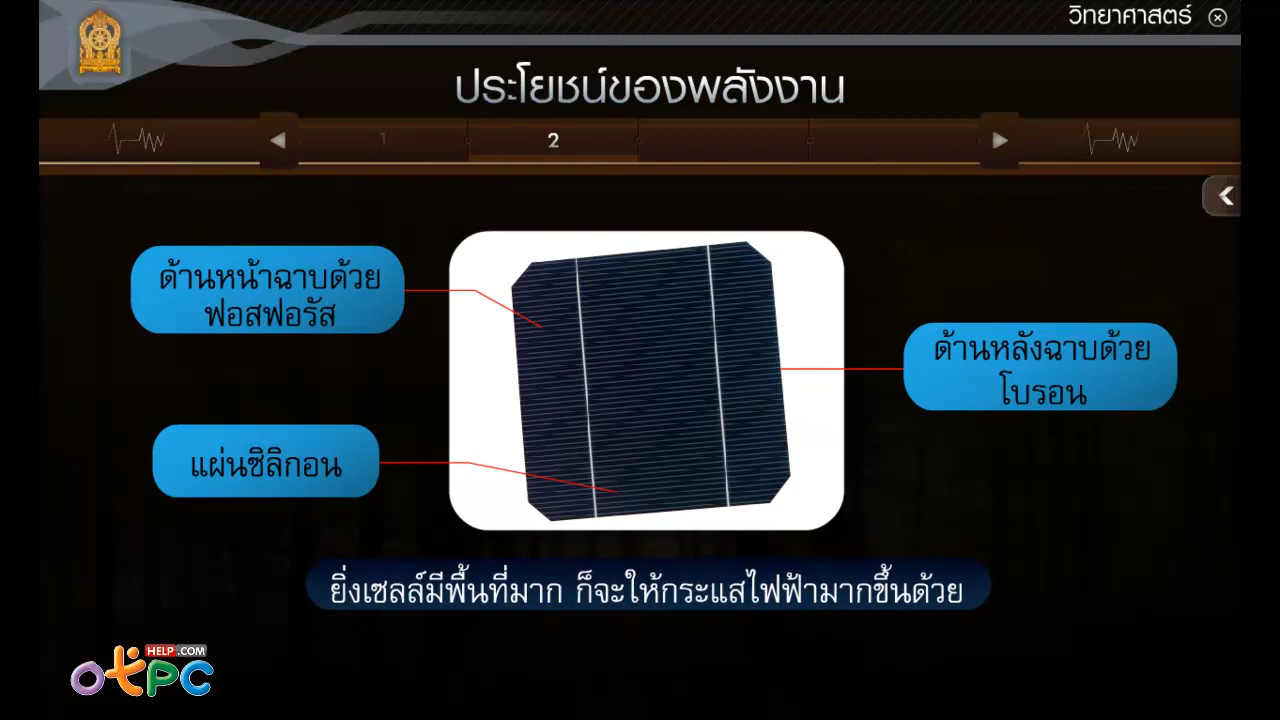 วิทยาศาสตร์
ประโยชน์ของพลังงาน
1
2
ด้านหน้าฉาบด้วย
ฟอสฟอรัส
ด้านหลังฉาบด้วย
โบรอน
แผ่นซิลิกอน
ยิ่งเซลล์มีพื้นที่มาก ก็จะให้กระแสไฟฟ้ามากขึ้นด้วย
HELP.COM
OTPC